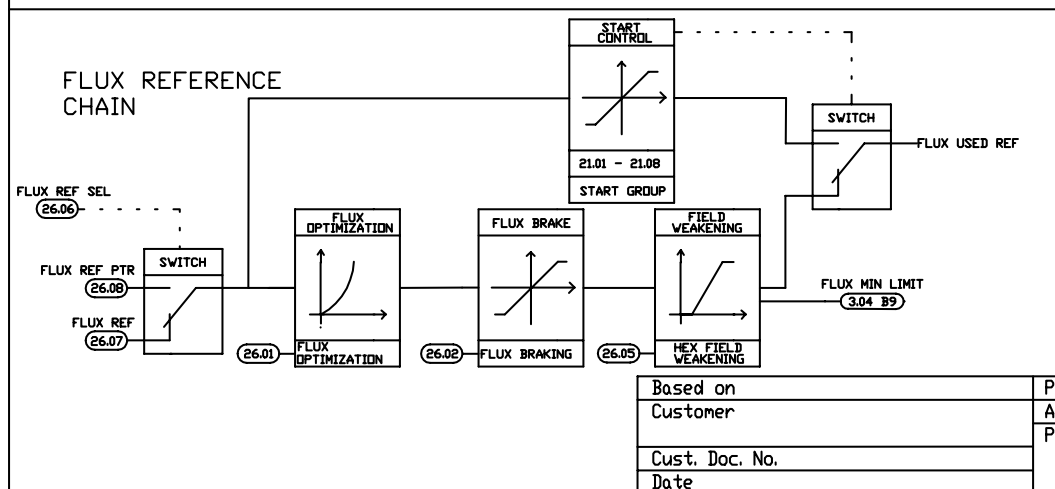 FLUX REFERENCE
CHAIN
START
CONTROL
21.01 - 21.08
START GROUP
SWITCH
FLUX USED REF
FLUX REF SEL
26.06
FLUX REF PTR
26.08
FLUX REF
26.07
SWITCH
FLUX
OPTIMIZATION
26.01
FLUX
OPTIMIZATION
FLUX BRAKE
26.02
FLUX BRAKING
FIELD
WEAKENING
26.05
HEX FIELD
WEAKENING
FLUX MIN LIMIT
3.04 B9
Based on
P
Customer
A
P
Cust. Doc. No.
Date